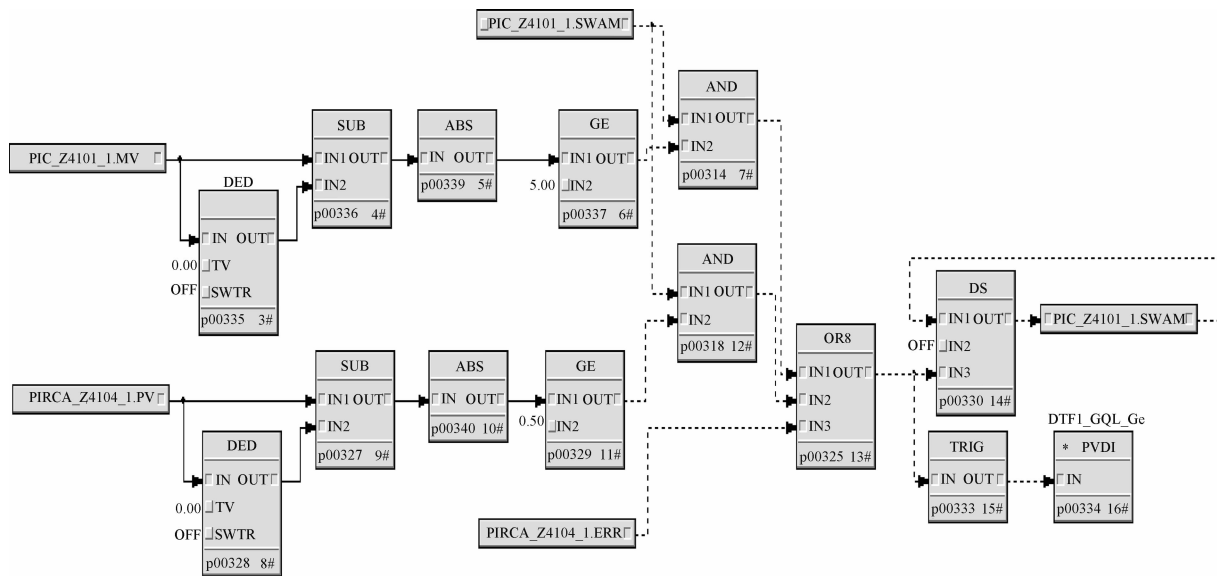 PIC_Z4101_1.SWAM
AND
IN1 OUT
IN2
p00314 7#
SUB
IN1 OUT
IN2
p00336 4#
ABS
IN OUT
p00339 5#
GE
IN1 OUT
5.00 IN2
p00337 6#
PIC_Z4101_1.MV
DED
IN OUT
0.00 TV
OFF SWTR
p00335 3#
AND
IN1 OUT
IN2
p00318 12#
DS
IN1 OUT
OFF IN2
IN3
p00330 14#
PIC_Z4101_1.SWAM
OR8
IN1 OUT
IN2
IN3
p00325 13#
SUB
IN1 OUT
IN2
p00327 9#
ABS
IN OUT
p00340 10#
GE
IN1 OUT
0.50 IN2
p00329 11#
PIRCA_Z4104_1.PV
DED
IN OUT
0.00 TV
OFF SWTR
p00328 8#
TRIG
IN OUT
p00333 15#
DTF1_GQL_Ge
* PVDI
IN
p00334 16#
PIRCA_Z4104_1.ERR